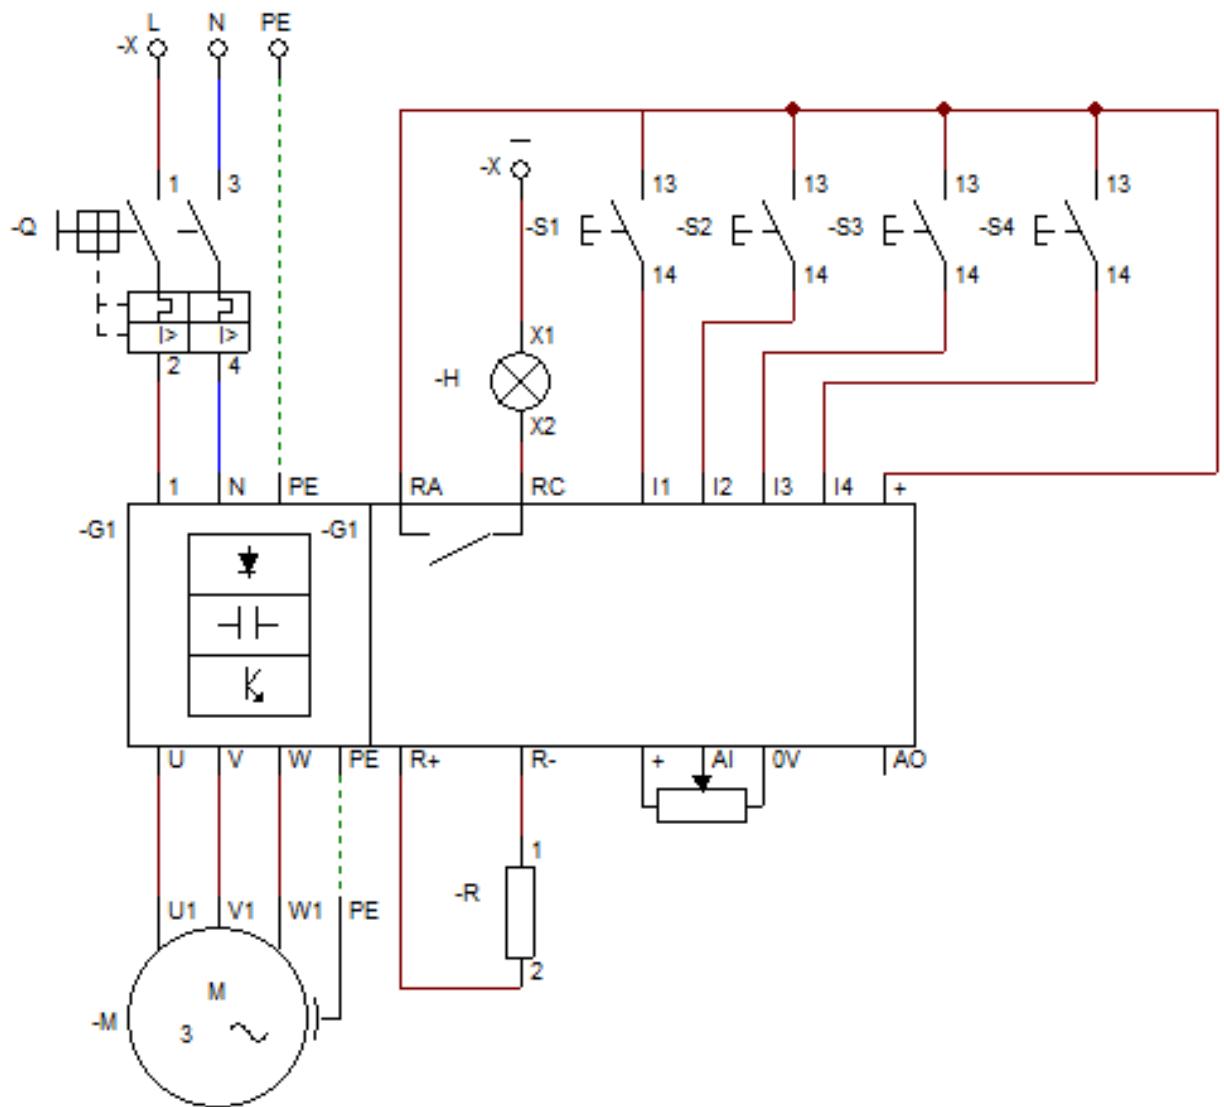 L N PE
-X
-X
1 3
13 13 13 13
-Q
-S1 -S2 -S3 -S4
14 14 14 14
I> I>
X1
2 4
-H
X2
1 N PE RA RC I1 I2 I3 I4 +
-G1 -G1
U V W PE R+ R- + AI 0V AO
1
-R
U1 V1 W1 PE
2
M
-M
3